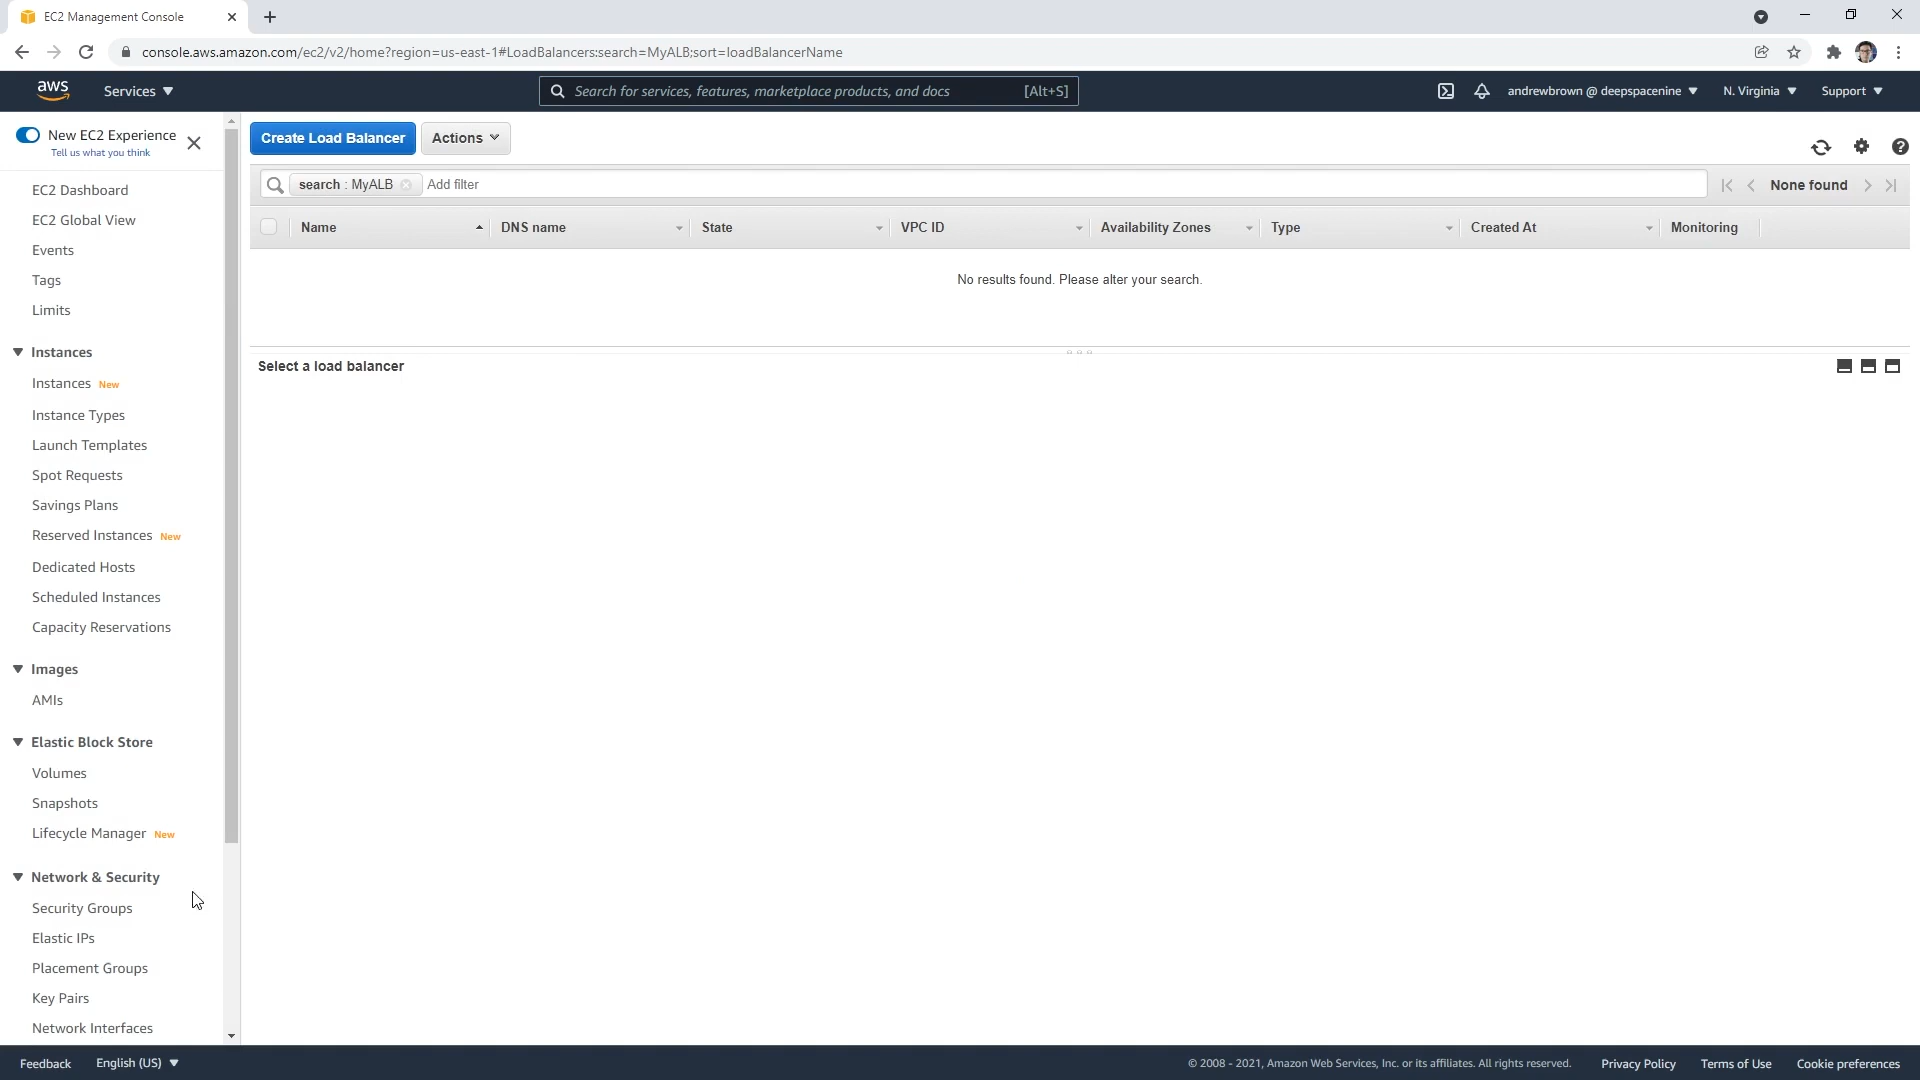 EC2 Management Console
console.aws.amazon.com/ec2/v2/home?region=us-east-1#LoadBalancers:search=MyALB;sort=loadBalancerName
aws Services Search for services, features, marketplace products, and docs [Alt+S] andrewbrown @ deepspacenine N. Virginia Support
New EC2 Experience
Tell us what you think
EC2 Dashboard
EC2 Global View
Events
Tags
Limits
Instances
Instances New
Instance Types
Launch Templates
Spot Requests
Savings Plans
Reserved Instances New
Dedicated Hosts
Scheduled Instances
Capacity Reservations
Images
AMIs
Elastic Block Store
Volumes
Snapshots
Lifecycle Manager New
Network & Security
Security Groups
Elastic IPs
Placement Groups
Key Pairs
Network Interfaces
Create Load Balancer Actions
search : MyALB Add filter None found
Name DNS name State VPC ID Availability Zones Type Created At Monitoring
No results found. Please alter your search.
Select a load balancer
Feedback English (US) © 2008 - 2021, Amazon Web Services, Inc. or its affiliates. All rights reserved. Privacy Policy Terms of Use Cookie preferences